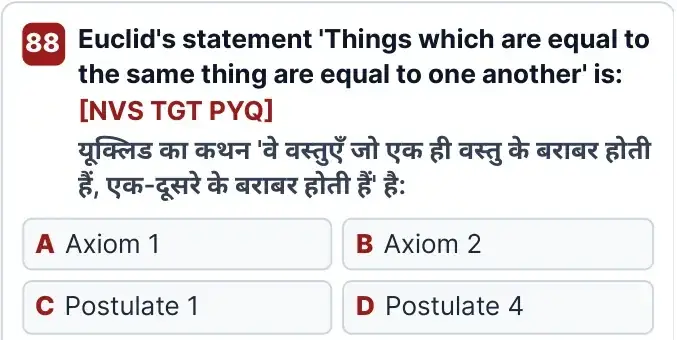 88 Euclid's statement 'Things which are equal to
the same thing are equal to one another' is:
[NVS TGT PYQ]
यूक्लिड का कथन 'वे वस्तुएँ जो एक ही वस्तु के बराबर होती
हैं, एक-दूसरे के बराबर होती हैं' है:
A Axiom 1
B Axiom 2
C Postulate 1
D Postulate 4